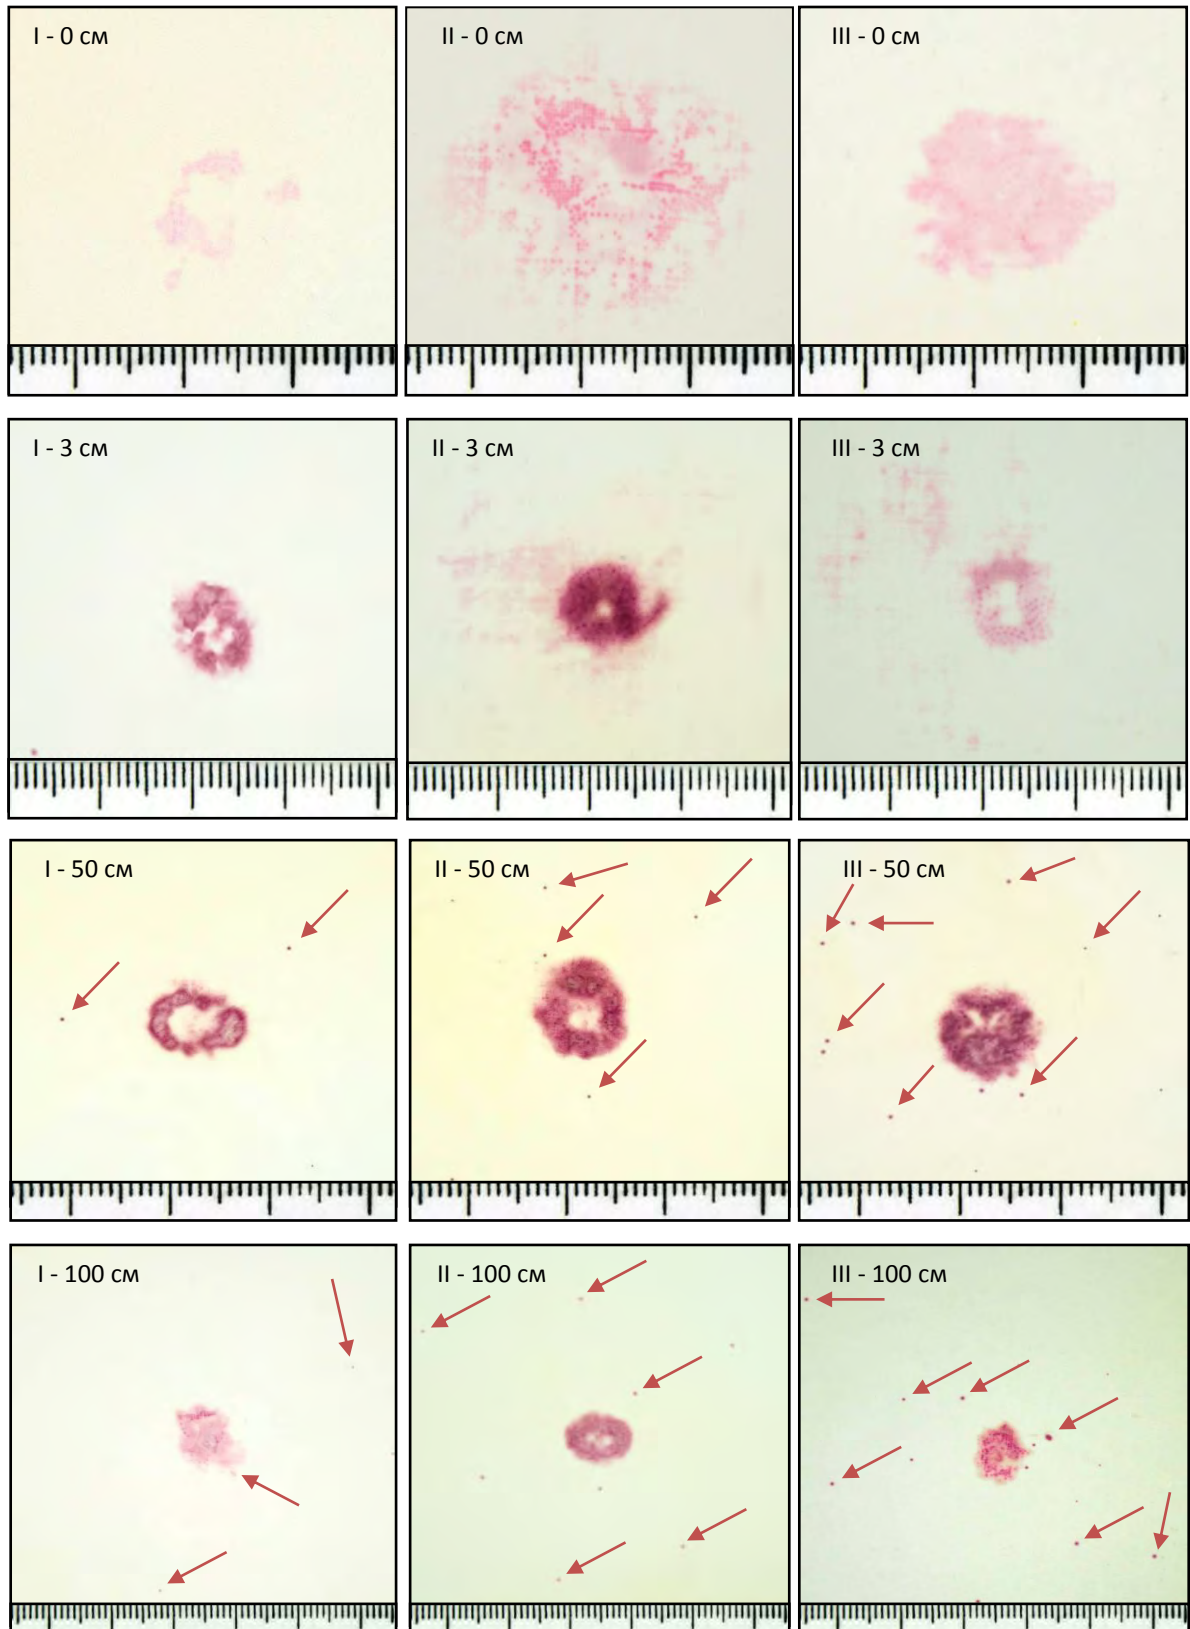 I - 0 см
II - 0 см
III - 0 см
I - 3 см
II - 3 см
III - 3 см
I - 50 см
II - 50 см
III - 50 см
I - 100 см
II - 100 см
III - 100 см